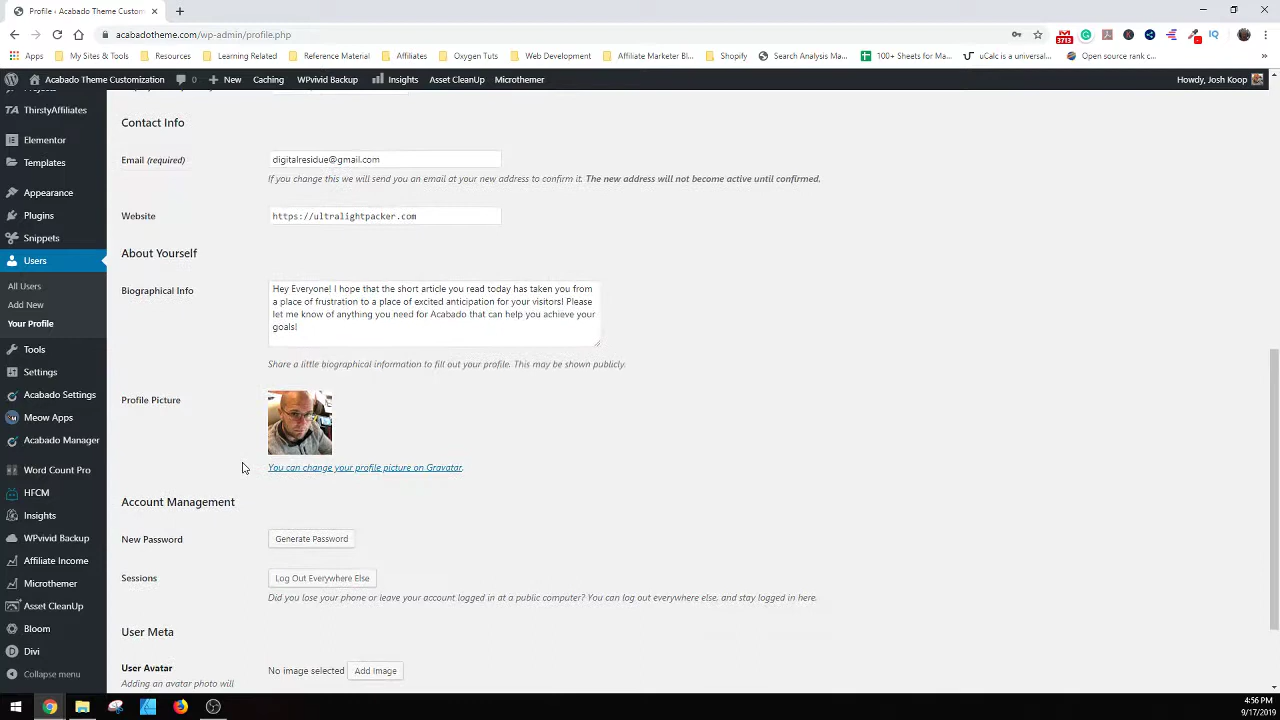 Profile ‹ Acabado Theme Custom
acabadotheme.com/wp-admin/profile.php
3713
IQ
Apps
My Sites & Tools
Resources
Learning Related
Affiliates
Oxygen Tuts
Web Development
Affiliate Marketer Bl...
Shopify
Search Analysis Ma...
100+ Sheets for Ma...
uCalc is a universal...
Open source rank c...
»
Acabado Theme Customization
0
New
Caching
WPvivid Backup
Insights
Asset CleanUp
Microthemer
Howdy, Josh Koop
ThirstyAffiliates
Elementor
Templates
Appearance
Plugins
Snippets
Users
All Users
Add New
Your Profile
Tools
Settings
Acabado Settings
Meow Apps
Acabado Manager
Word Count Pro
HFCM
Insights
WPvivid Backup
Affiliate Income
Microthemer
Asset CleanUp
Bloom
Divi
Collapse menu
Contact Info
Email (required)
digitalresidue@gmail.com
If you change this we will send you an email at your new address to confirm it. The new address will not become active until confirmed.
Website
https://ultralightpacker.com
About Yourself
Biographical Info
Hey Everyone! I hope that the short article you read today has taken you from
a place of frustration to a place of excited anticipation for your visitors! Please
let me know of anything you need for Acabado that can help you achieve your
goals!
Share a little biographical information to fill out your profile. This may be shown publicly.
Profile Picture
You can change your profile picture on Gravatar.
Account Management
New Password
Generate Password
Sessions
Log Out Everywhere Else
Did you lose your phone or leave your account logged in at a public computer? You can log out everywhere else, and stay logged in here.
User Meta
User Avatar
No image selected
Add Image
Adding an avatar photo will
4:56 PM
9/17/2019